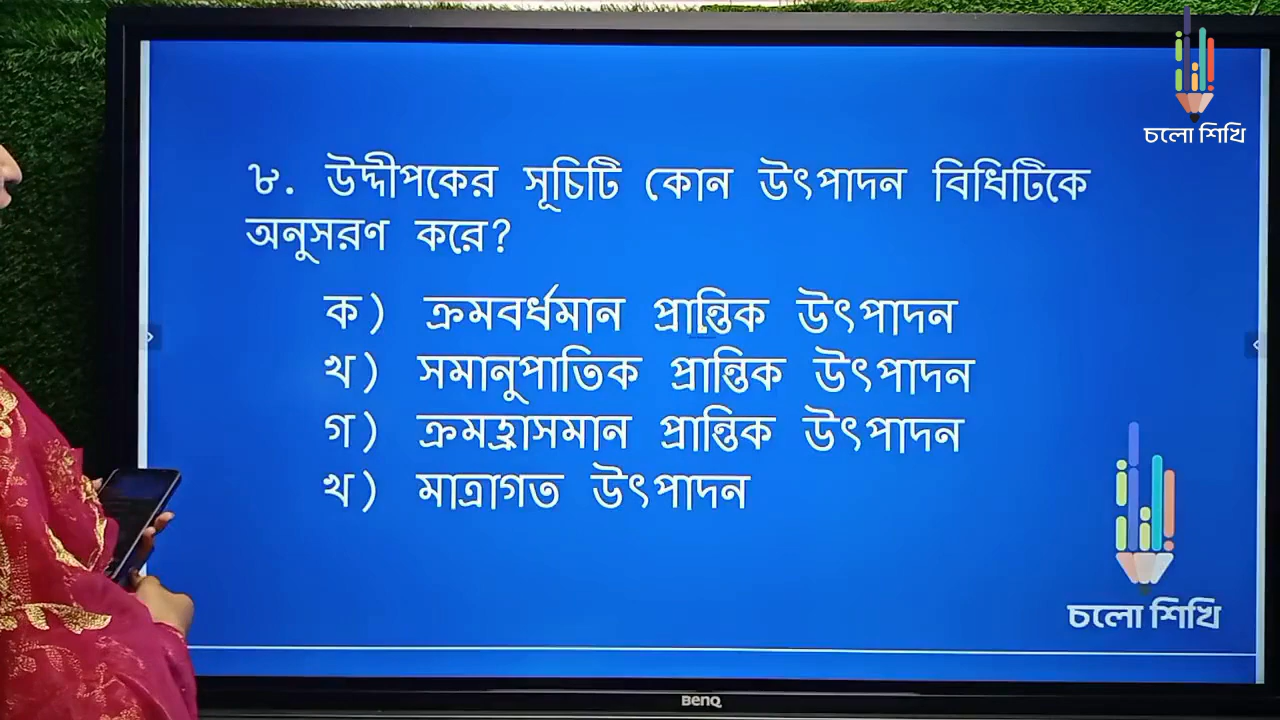 চলো শিখি
৮. উদ্দীপকের সূচিটি কোন উৎপাদন বিধিটিকে
অনুসরণ করে?
ক) ক্রমবর্ধমান প্রান্তিক উৎপাদন
খ) সমানুপাতিক প্রান্তিক উৎপাদন
গ) ক্রমহ্রাসমান প্রান্তিক উৎপাদন
খ) মাত্রাগত উৎপাদন
চলো শিখি
BenQ